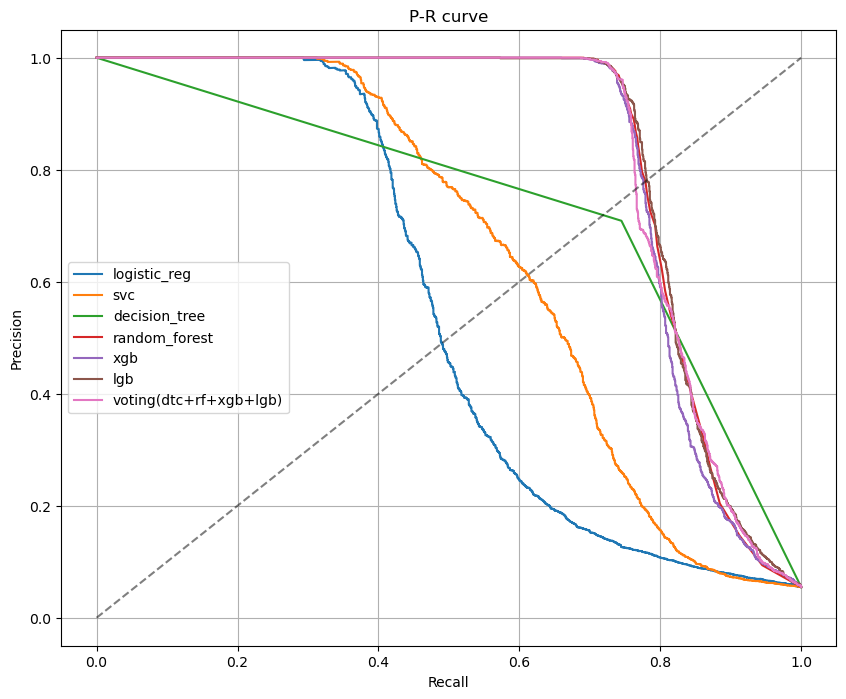 P-R curve
Precision
1.0
0.8
0.6
0.4
0.2
0.0
logistic_reg
svc
decision_tree
random_forest
xgb
lgb
voting(dtc+rf+xgb+lgb)
0.0 0.2 0.4 0.6 0.8 1.0
Recall